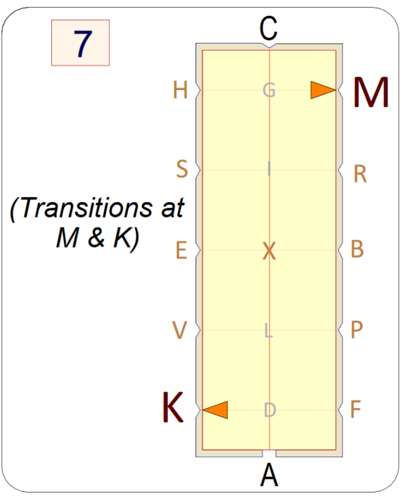 7
C
H G M
S I R
(Transitions at
M & K)
E X B
V L P
K D F
A